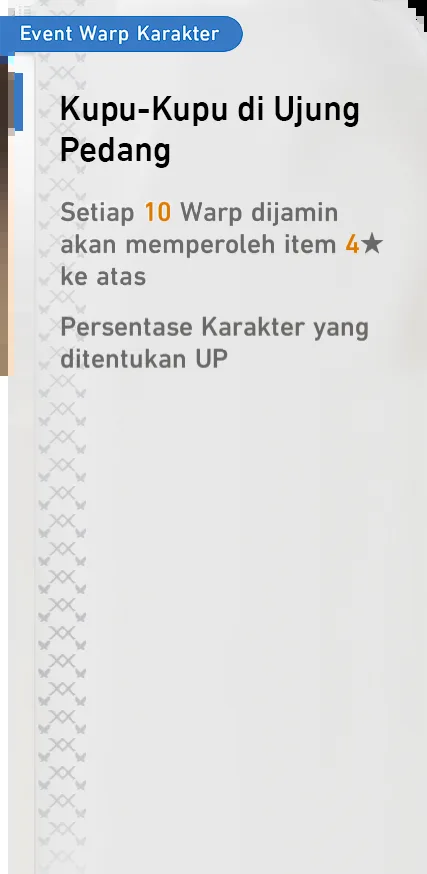 Event Warp Karakter
Kupu-Kupu di Ujung
Pedang
Setiap 10 Warp dijamin
akan memperoleh item 4★
ke atas
Persentase Karakter yang
ditentukan UP